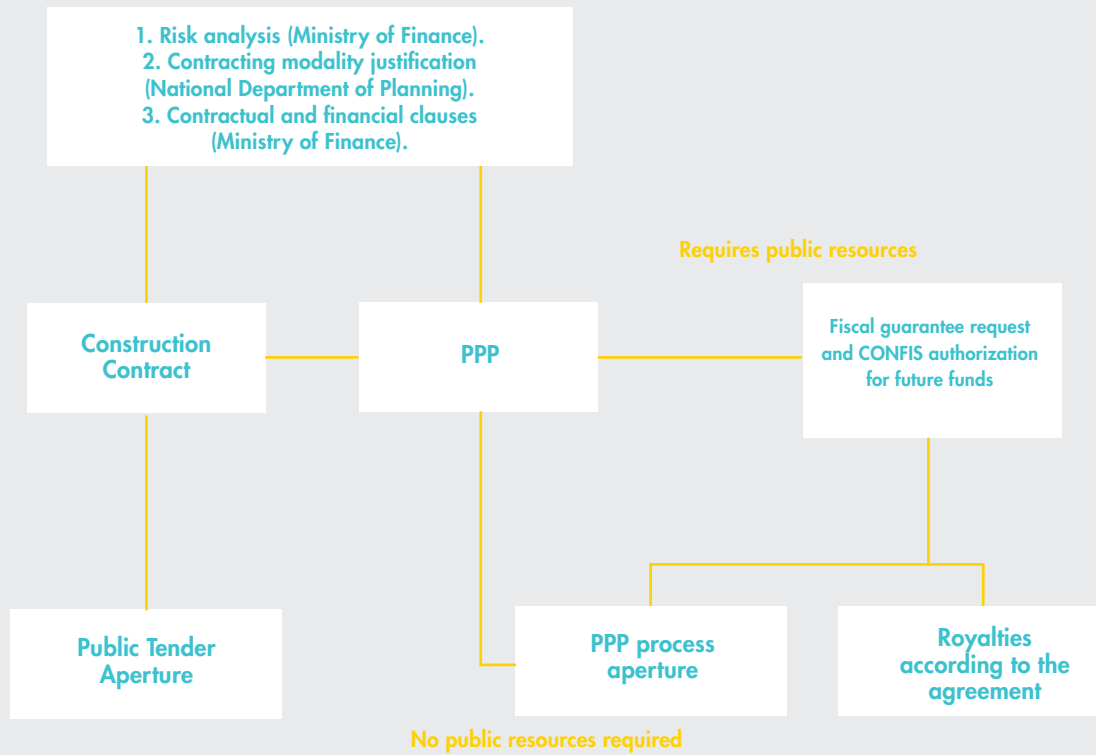 1. Risk analysis (Ministry of Finance).
2. Contracting modality justification
(National Department of Planning).
3. Contractual and financial clauses
(Ministry of Finance).
Requires public resources
Construction
Contract
PPP
Fiscal guarantee request
and CONFIS authorization
for future funds
Public Tender
Aperture
PPP process
aperture
Royalties
according to the
agreement
No public resources required